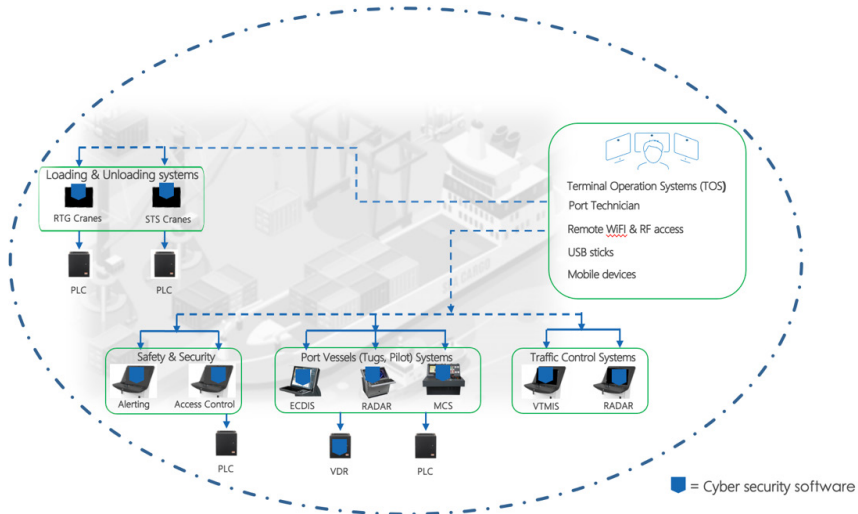 Loading & Unloading systems
RTG Cranes
STS Cranes
PLC
PLC
Terminal Operation Systems (TOS)
Port Technician
Remote WiFI & RF access
USB sticks
Mobile devices
Safety & Security
Alerting
Access Control
PLC
Port Vessels (Tugs, Pilot) Systems
ECDIS
RADAR
MCS
VDR
PLC
Traffic Control Systems
VTMIS
RADAR
= Cyber security software